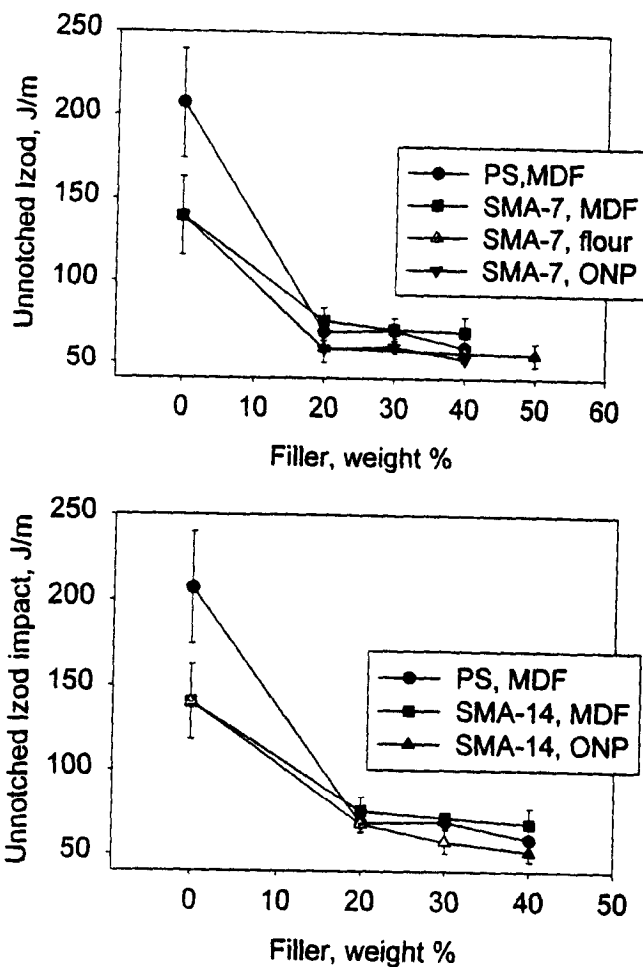 Unnotched Izod, J/m
250
200
150
100
50
PS,MDF
SMA-7, MDF
SMA-7, flour
SMA-7, ONP
0 10 20 30 40 50 60
Filler, weight %
Unnotched Izod impact, J/m
250
200
150
100
50
PS, MDF
SMA-14, MDF
SMA-14, ONP
0 10 20 30 40 50
Filler, weight %